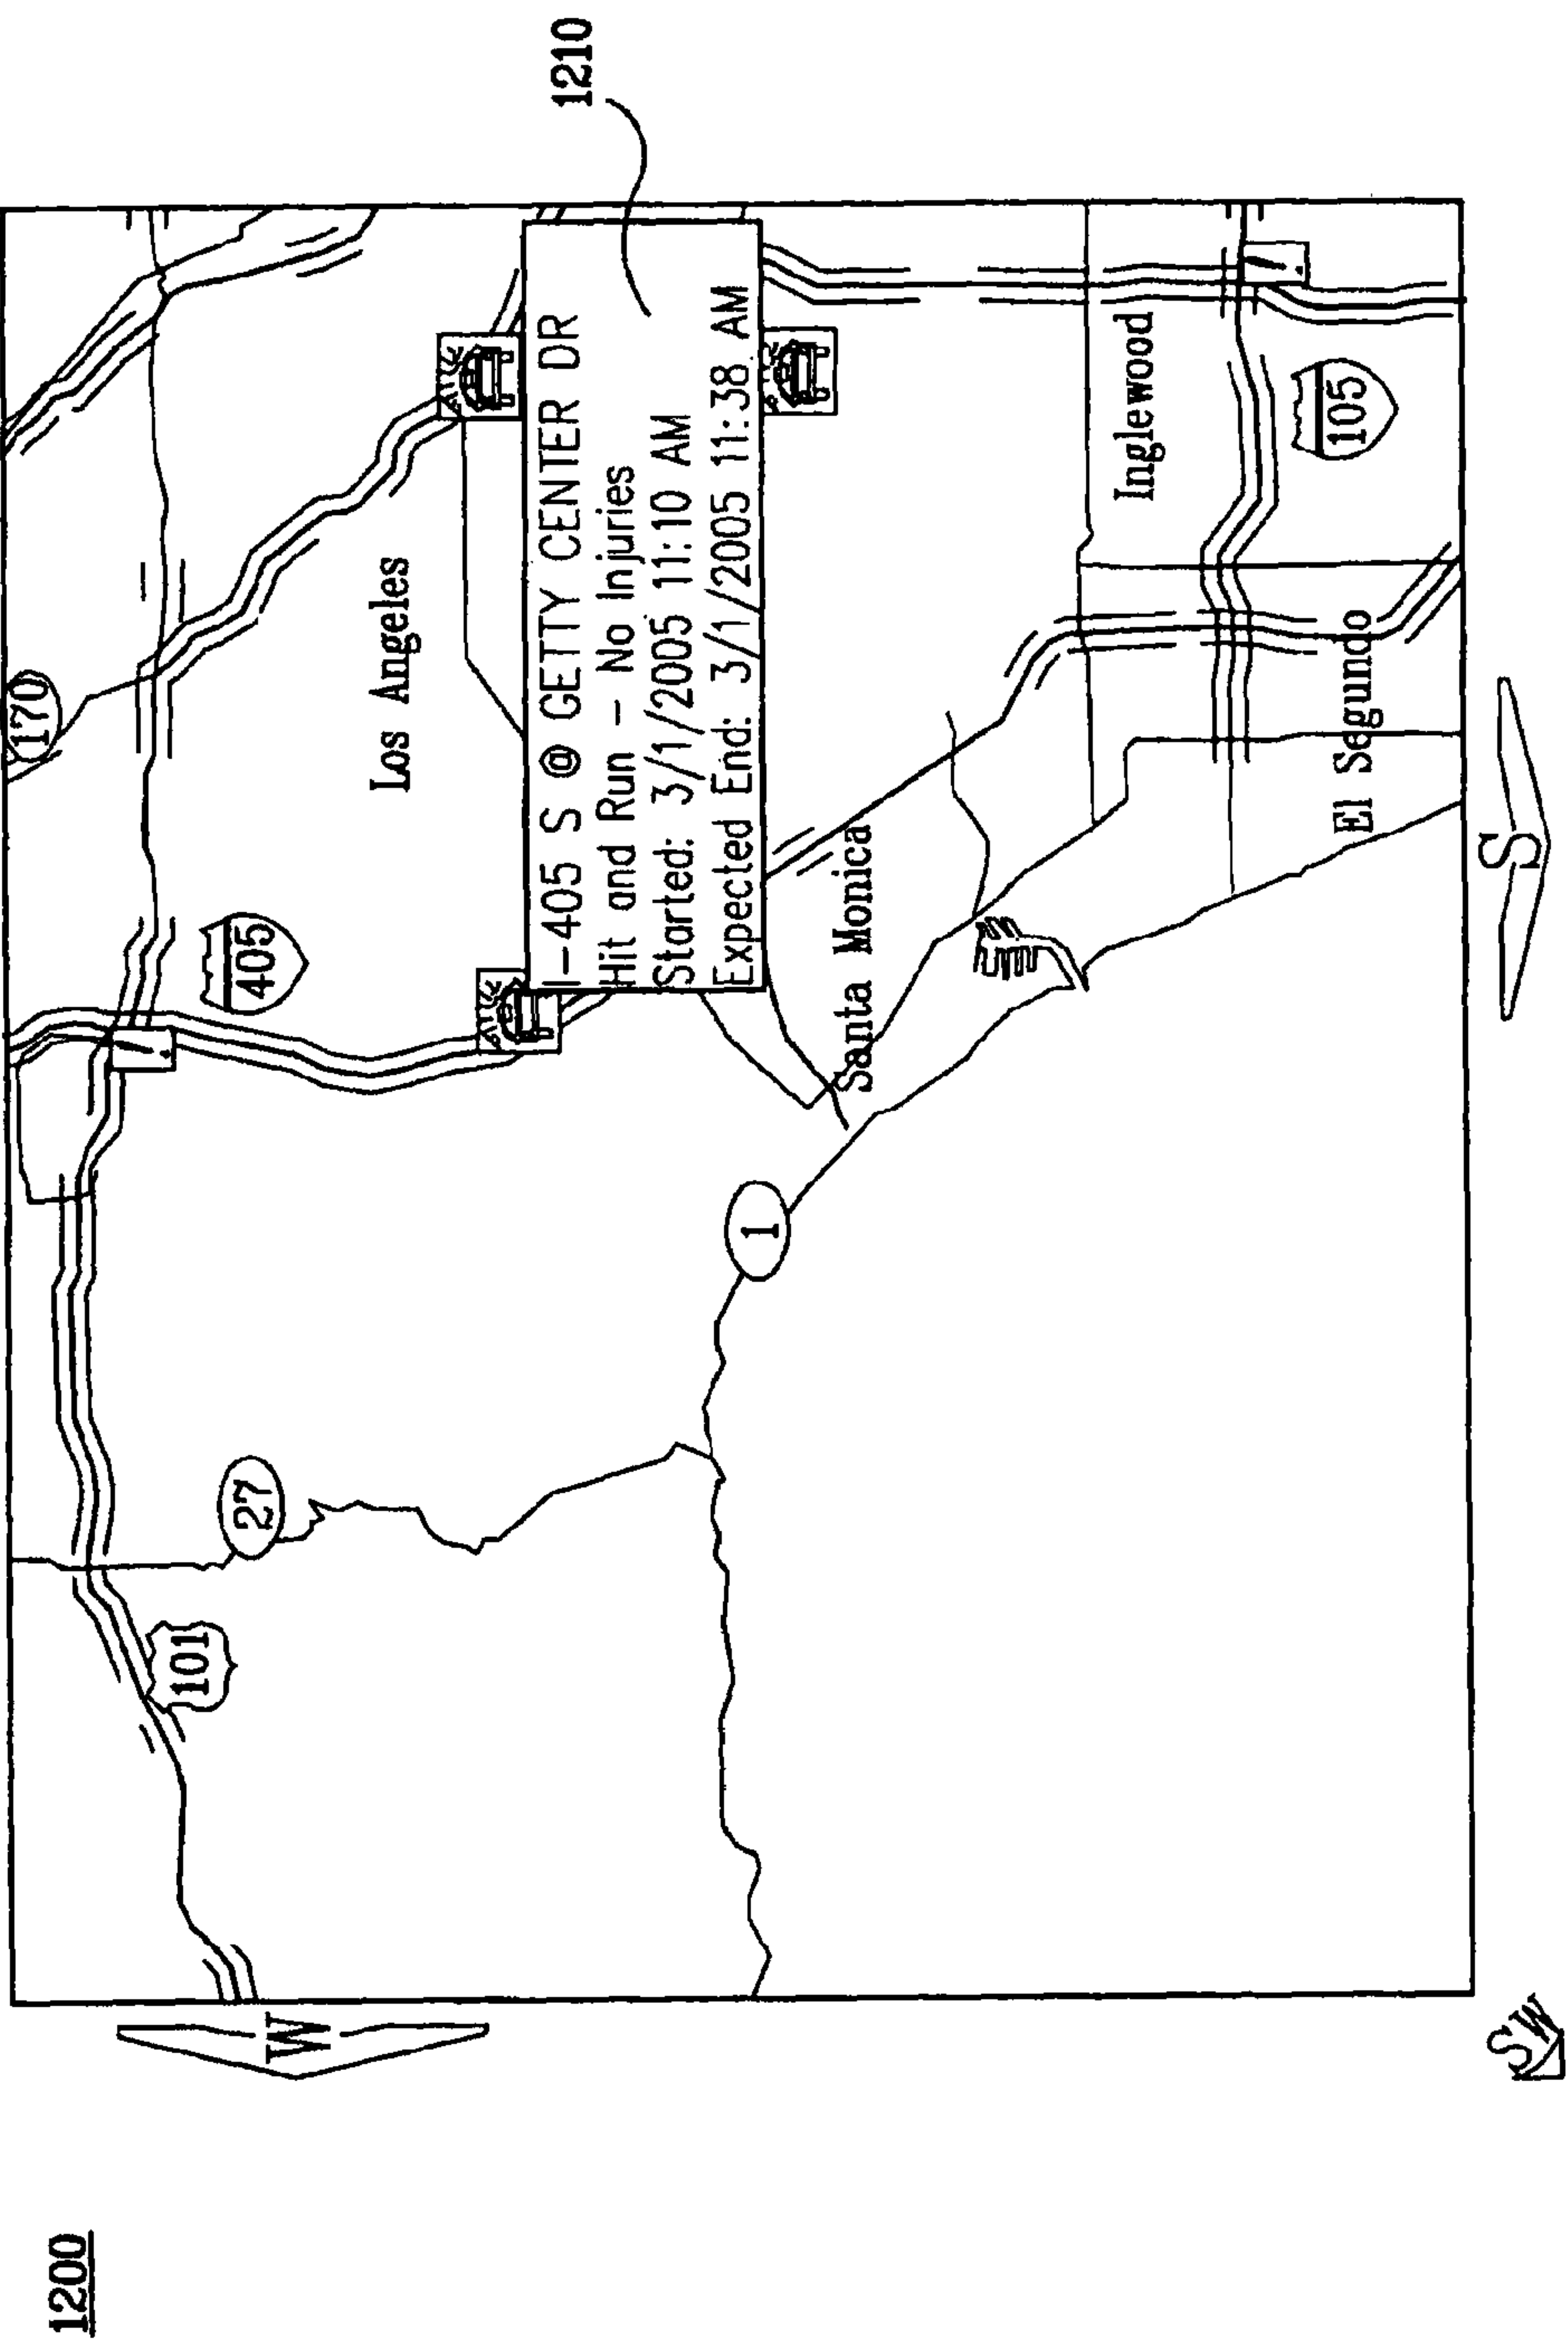 1200
1210
170
405
101
27
Los Angeles
I-405 S @ GETTY CENTER DR
Hit and Run - No Injuries
Started: 3/1/2005 11:10 AM
Expected End: 3/1/2005 11:38 AM
1
Santa Monica
Inglewood
105
El Segundo
W
S
SW